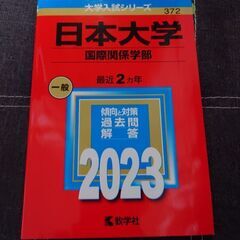 大学入試シリーズ
372
日本大学
国際関係学部
一般
最近2カ年
傾向と対策
過去問
解答
2023
教学社